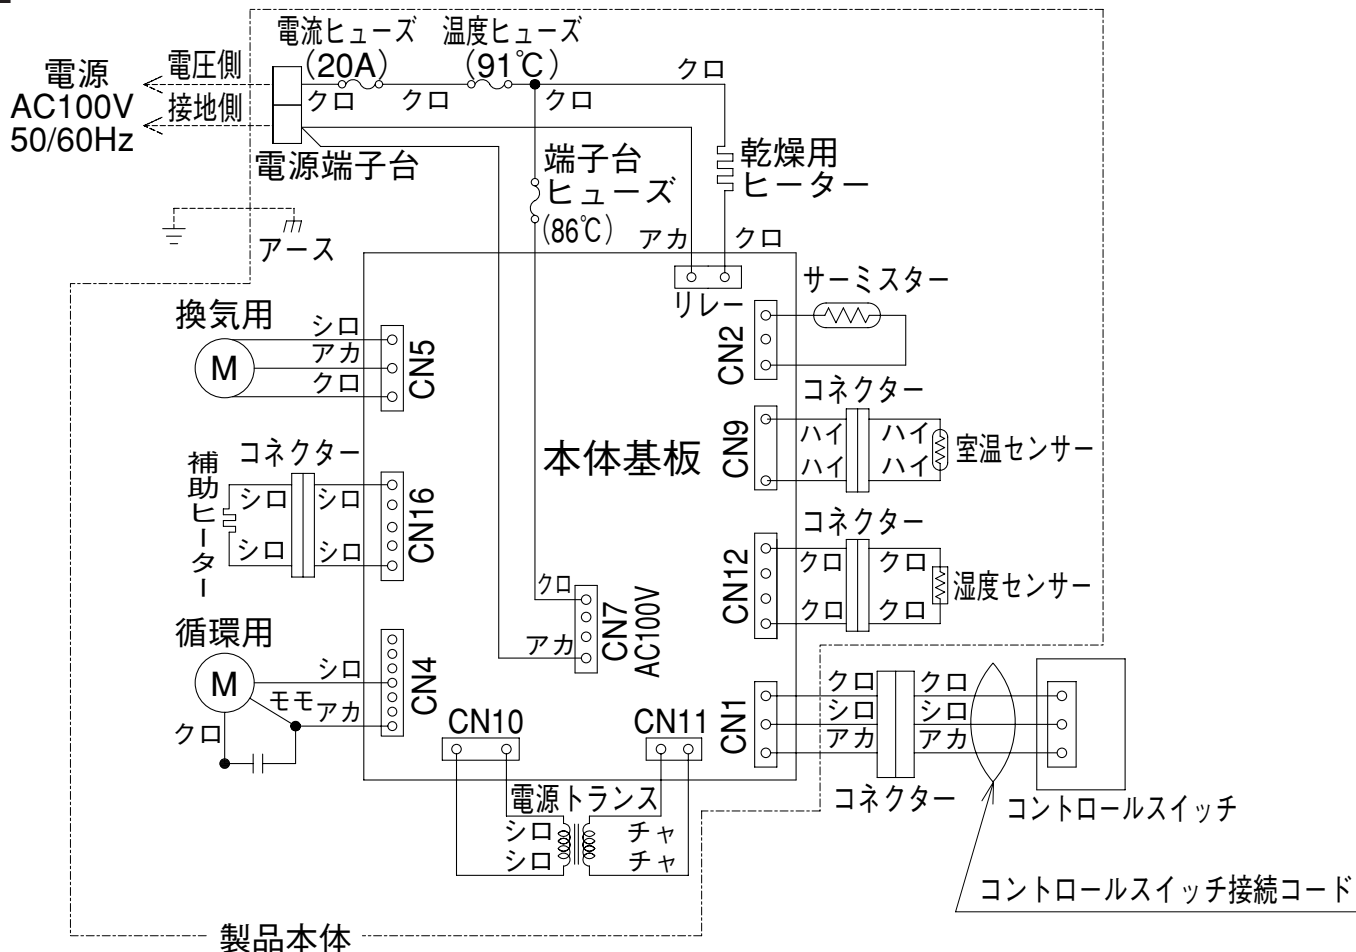 電流ヒューズ
(20A)
温度ヒューズ
(91℃)
電源
AC100V
50/60Hz
電圧側
接地側
クロ
クロ
クロ
クロ
電源端子台
端子台
ヒューズ
(86℃)
乾燥用
ヒーター
アース
アカ
クロ
リレー
サーミスター
CN2
換気用
M
シロ
アカ
クロ
CN5
コネクター
CN9
ハイ
ハイ
ハイ
ハイ
室温センサー
本体基板
補助ヒーター
コネクター
シロ
シロ
シロ
シロ
CN16
コネクター
CN12
クロ
クロ
クロ
クロ
湿度センサー
クロ
アカ
CN7
AC100V
循環用
M
シロ
モモ
アカ
クロ
CN4
CN10
CN11
CN1
クロ
シロ
アカ
クロ
シロ
アカ
コネクター
コントロールスイッチ
電源トランス
シロ
シロ
チャ
チャ
コントロールスイッチ接続コード
製品本体